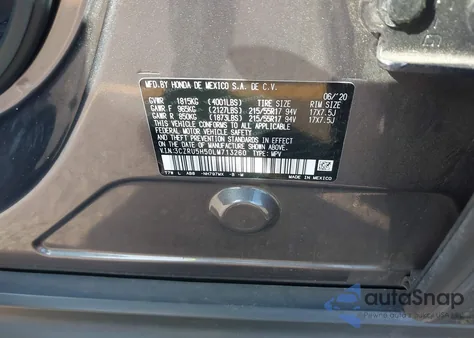 MFD.BY HONDA DE MEXICO S.A. DE C.V. 06/'20
GVWR 1815KG (4001LBS) TIRE SIZE RIM SIZE
GAWR F 965KG (2127LBS) 215/55R17 94V 17X7.5J
GAWR R 850KG (1873LBS) 215/55R17 94V 17X7.5J
THIS VEHICLE CONFORMS TO ALL APPLICABLE
FEDERAL MOTOR VEHICLE SAFETY AND
THEFT PREVENTION STANDARDS IN EFFECT ON THE DATE
OF MANUFACTURE SHOWN ABOVE.
VIN:3CZRU5H50LM713260 TYPE: MPV
NH797MX -B -M
MADE IN MEXICO
autoSnap